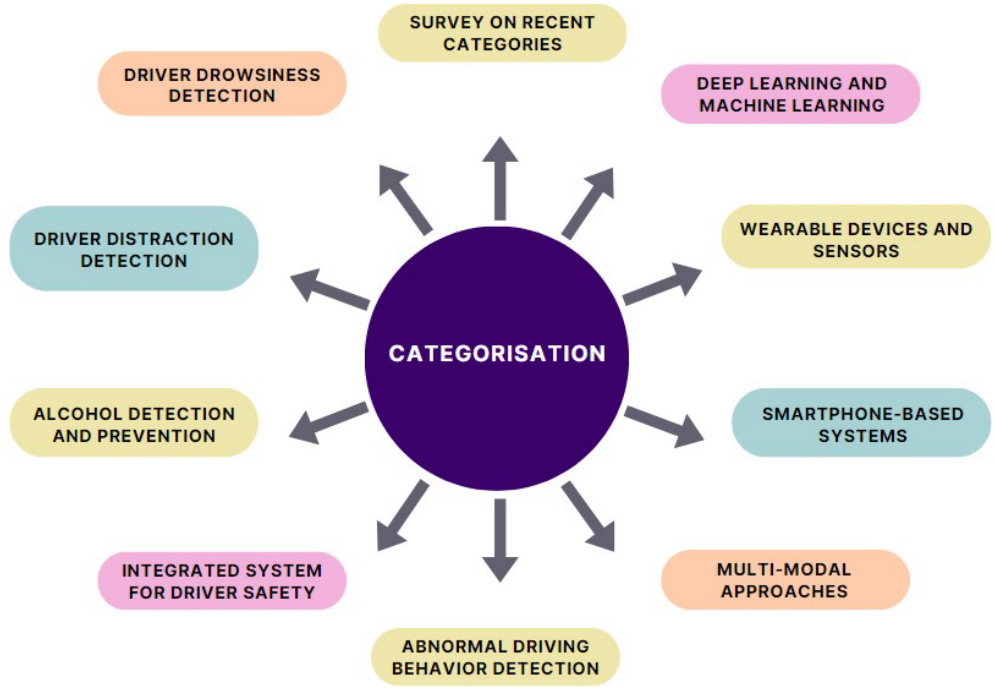 SURVEY ON RECENT
CATEGORIES
DRIVER DROWSINESS
DETECTION
DEEP LEARNING AND
MACHINE LEARNING
DRIVER DISTRACTION
DETECTION
WEARABLE DEVICES AND
SENSORS
CATEGORISATION
ALCOHOL DETECTION
AND PREVENTION
SMARTPHONE-BASED
SYSTEMS
INTEGRATED SYSTEM
FOR DRIVER SAFETY
MULTI-MODAL
APPROACHES
ABNORMAL DRIVING
BEHAVIOR DETECTION